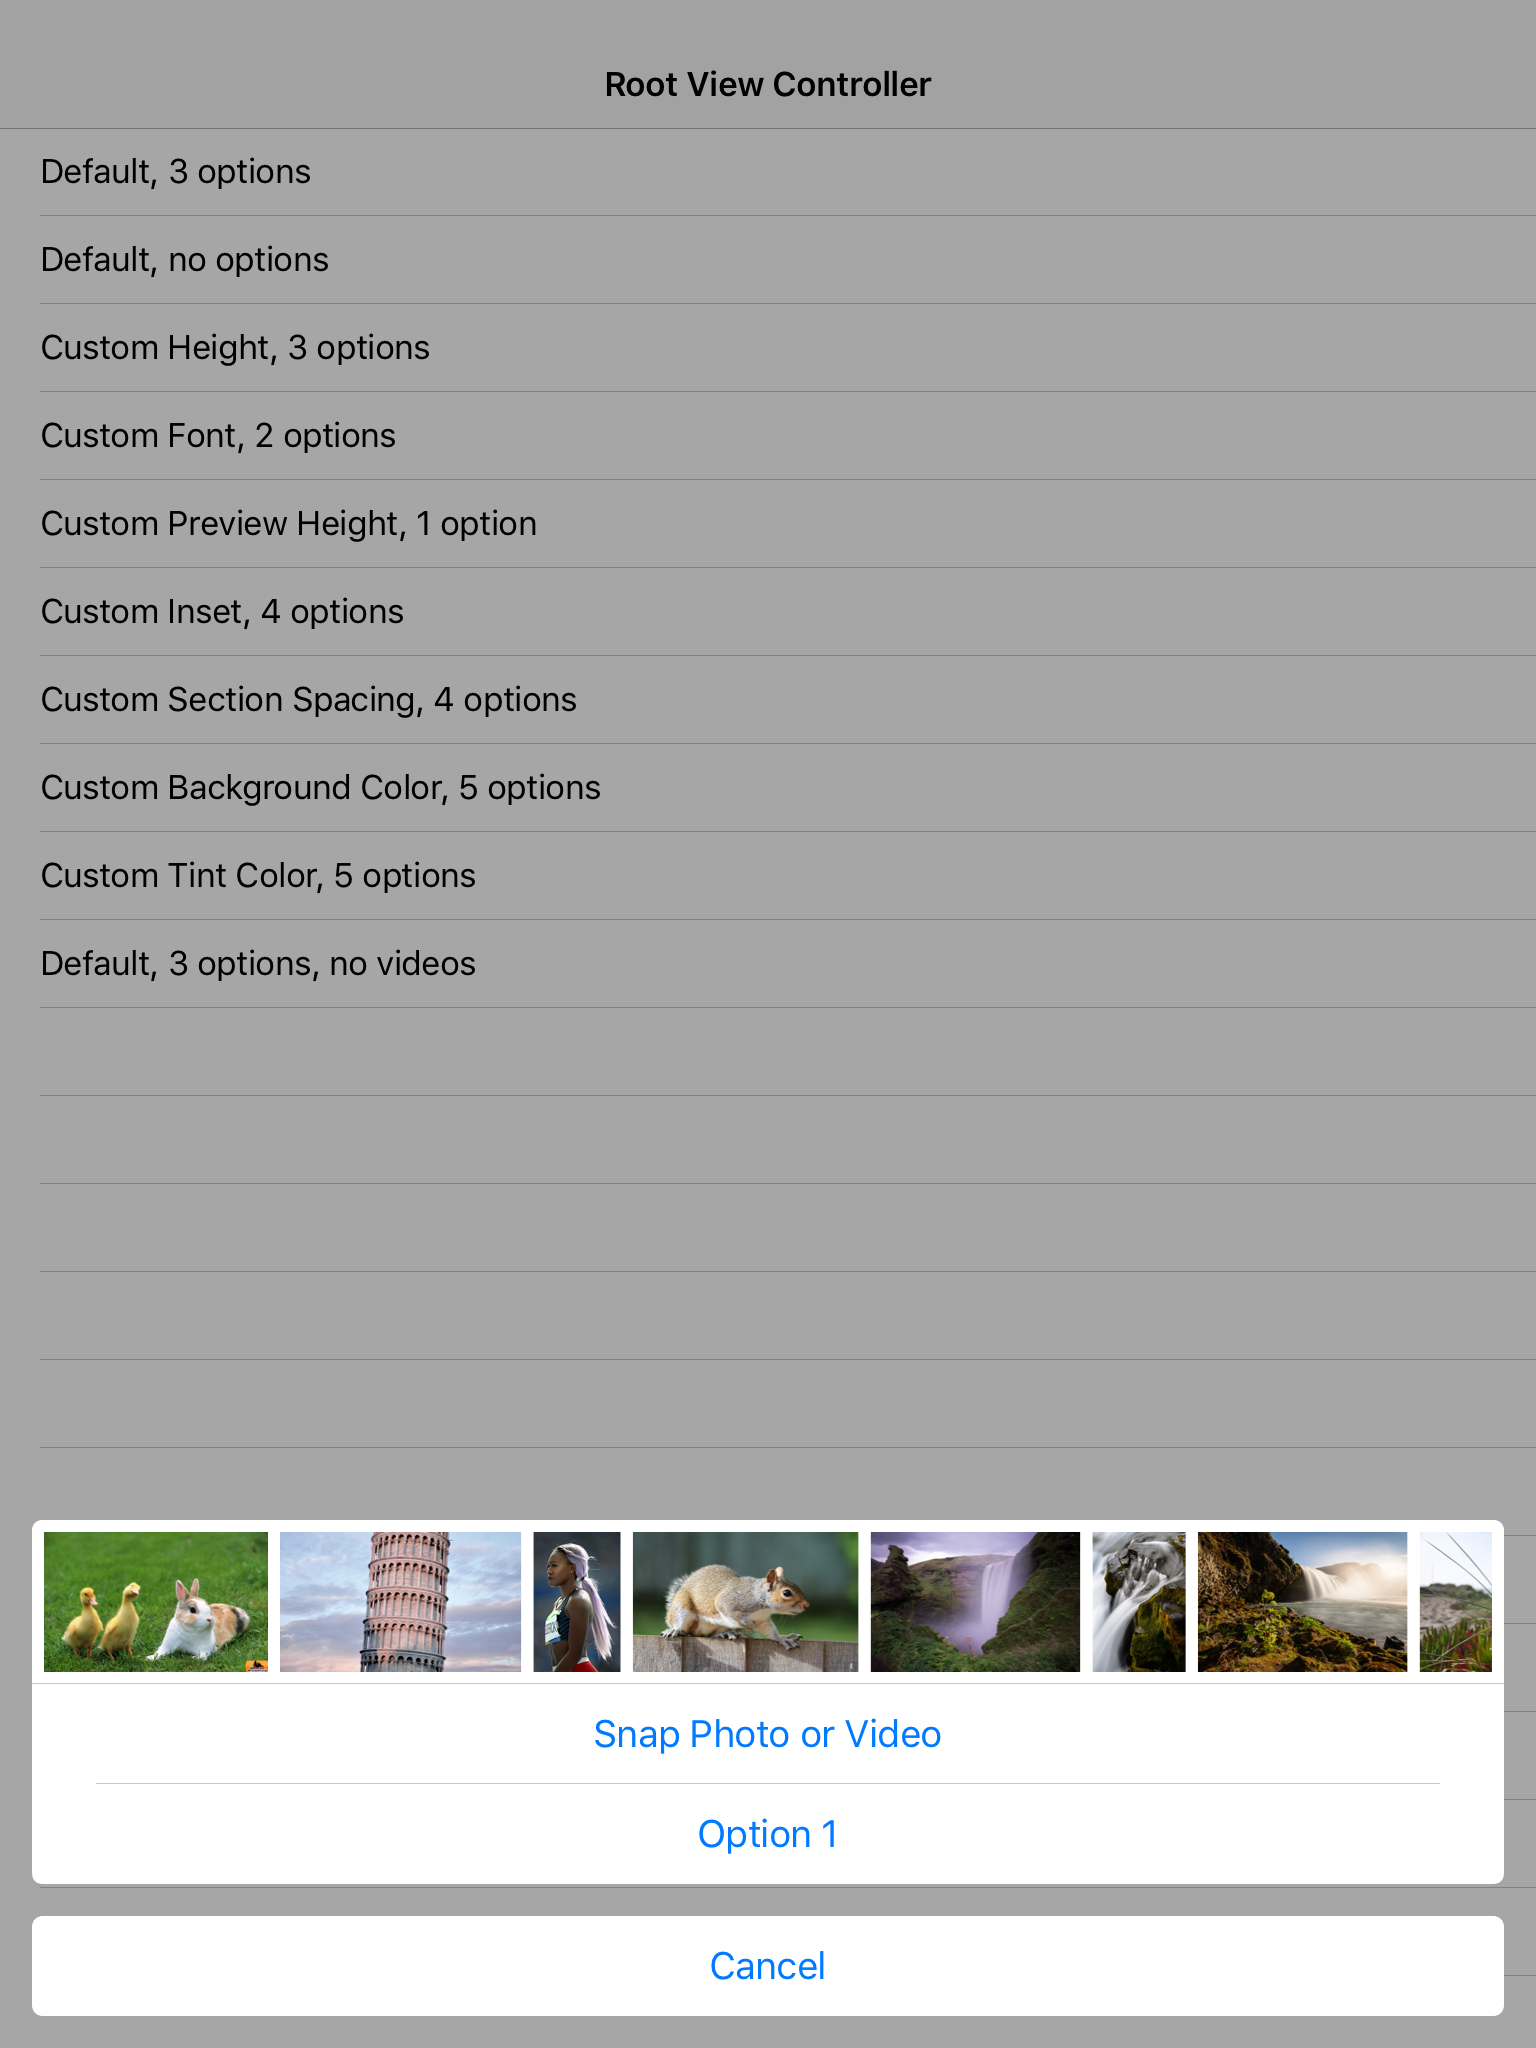 Root View Controller
Default, 3 options
Default, no options
Custom Height, 3 options
Custom Font, 2 options
Custom Preview Height, 1 option
Custom Inset, 4 options
Custom Section Spacing, 4 options
Custom Background Color, 5 options
Custom Tint Color, 5 options
Default, 3 options, no videos
Snap Photo or Video
Option 1
Cancel